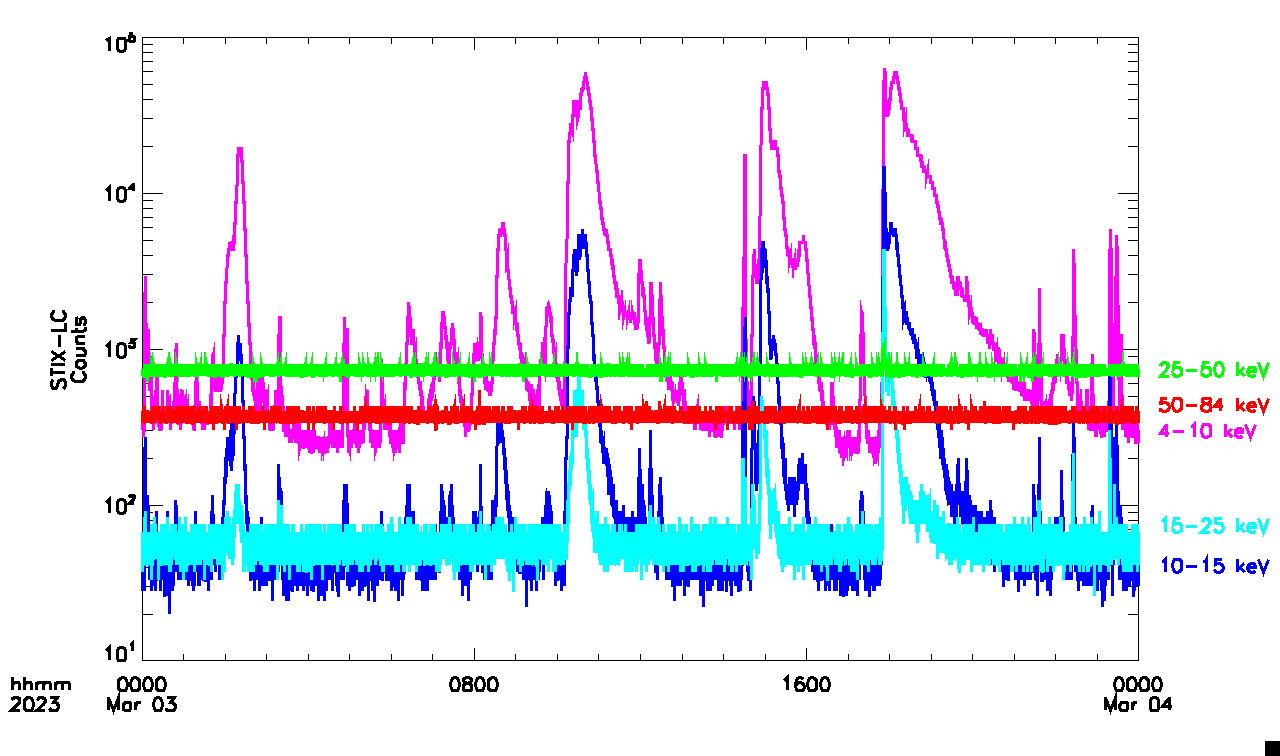 10⁶
10⁴
10³
10²
10¹
STIX-LC
Counts
25-50 keV
50-84 keV
4-10 keV
15-25 keV
10-15 keV
hhmm 0000 0800 1600 0000
2023 Mar 03 Mar 04